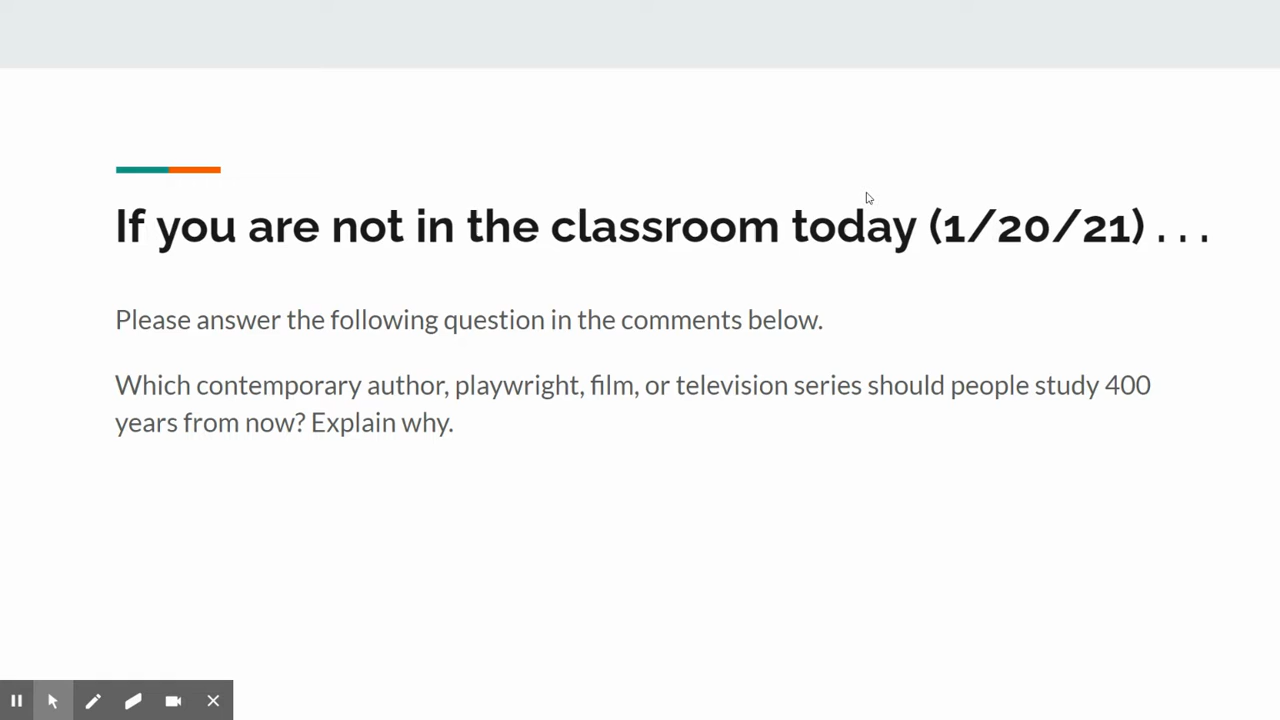 If you are not in the classroom today (1/20/21) . . .
Please answer the following question in the comments below.
Which contemporary author, playwright, film, or television series should people study 400
years from now? Explain why.